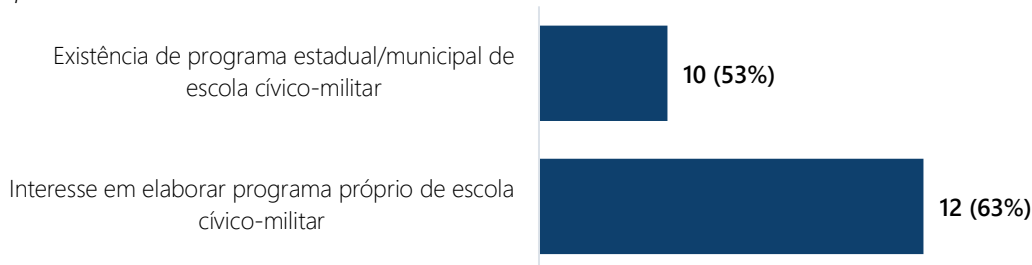 Existência de programa estadual/municipal de
escola cívico-militar
10 (53%)
Interesse em elaborar programa próprio de escola
cívico-militar
12 (63%)